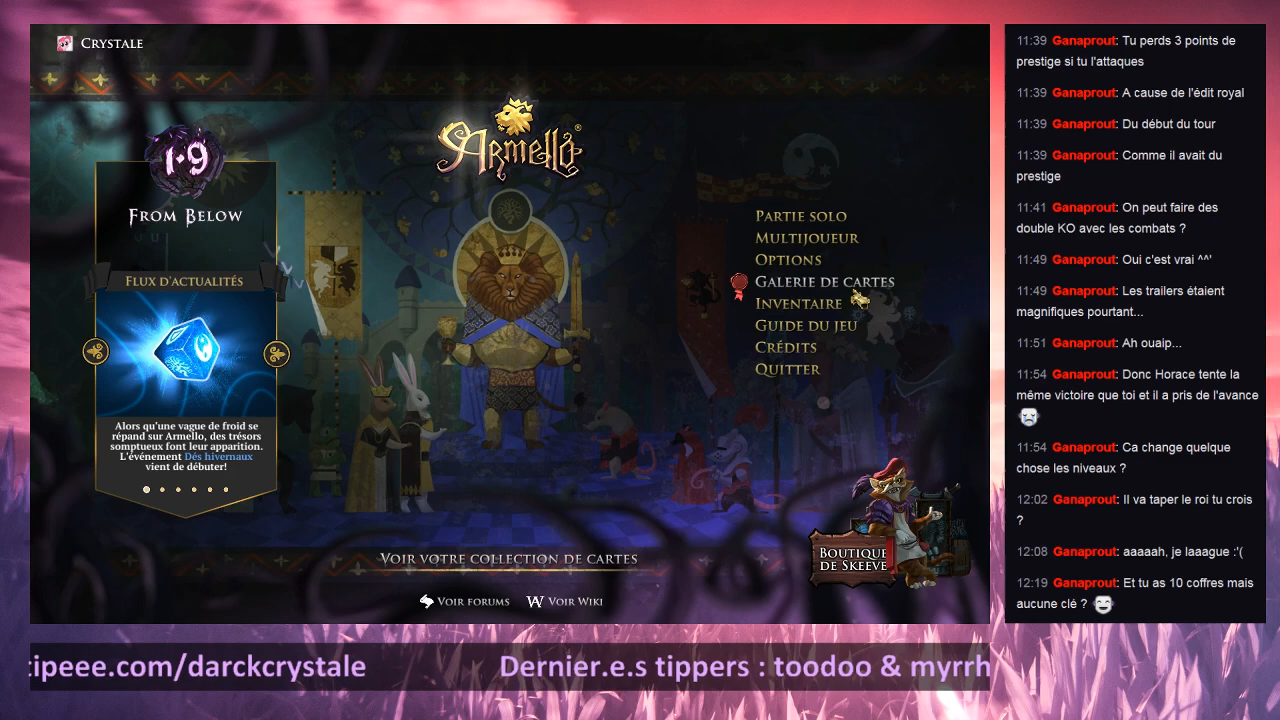 Crystale
1·9
From Below
Flux d'actualités
Alors qu'une vague de froid se
répand sur Armello, des trésors
somptueux font leur apparition.
L'événement Dés hivernaux
vient de débuter!
Armello®
Partie solo
Multijoueur
Options
Galerie de cartes
Inventaire
Guide du jeu
Crédits
Quitter
Boutique
de Skeeve
Voir votre collection de cartes
Voir forums
W Voir Wiki
11:39 Ganaprout: Tu perds 3 points de
prestige si tu l'attaques
11:39 Ganaprout: A cause de l'édit royal
11:39 Ganaprout: Du début du tour
11:39 Ganaprout: Comme il avait du
prestige
11:41 Ganaprout: On peut faire des
double KO avec les combats ?
11:49 Ganaprout: Oui c'est vrai ^^'
11:49 Ganaprout: Les trailers étaient
magnifiques pourtant...
11:51 Ganaprout: Ah ouaip...
11:54 Ganaprout: Donc Horace tente la
même victoire que toi et il a pris de l'avance
11:54 Ganaprout: Ca change quelque
chose les niveaux ?
12:02 Ganaprout: Il va taper le roi tu crois
?
12:08 Ganaprout: aaaaah, je laaague :'(
12:19 Ganaprout: Et tu as 10 coffres mais
aucune clé ?
cipeee.com/darckcrystale
Dernier.e.s tippers : toodoo & myrrh